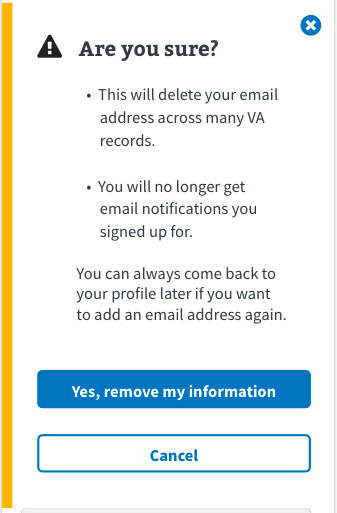 Are you sure?
• This will delete your email
address across many VA
records.
• You will no longer get
email notifications you
signed up for.
You can always come back to
your profile later if you want
to add an email address again.
Yes, remove my information
Cancel